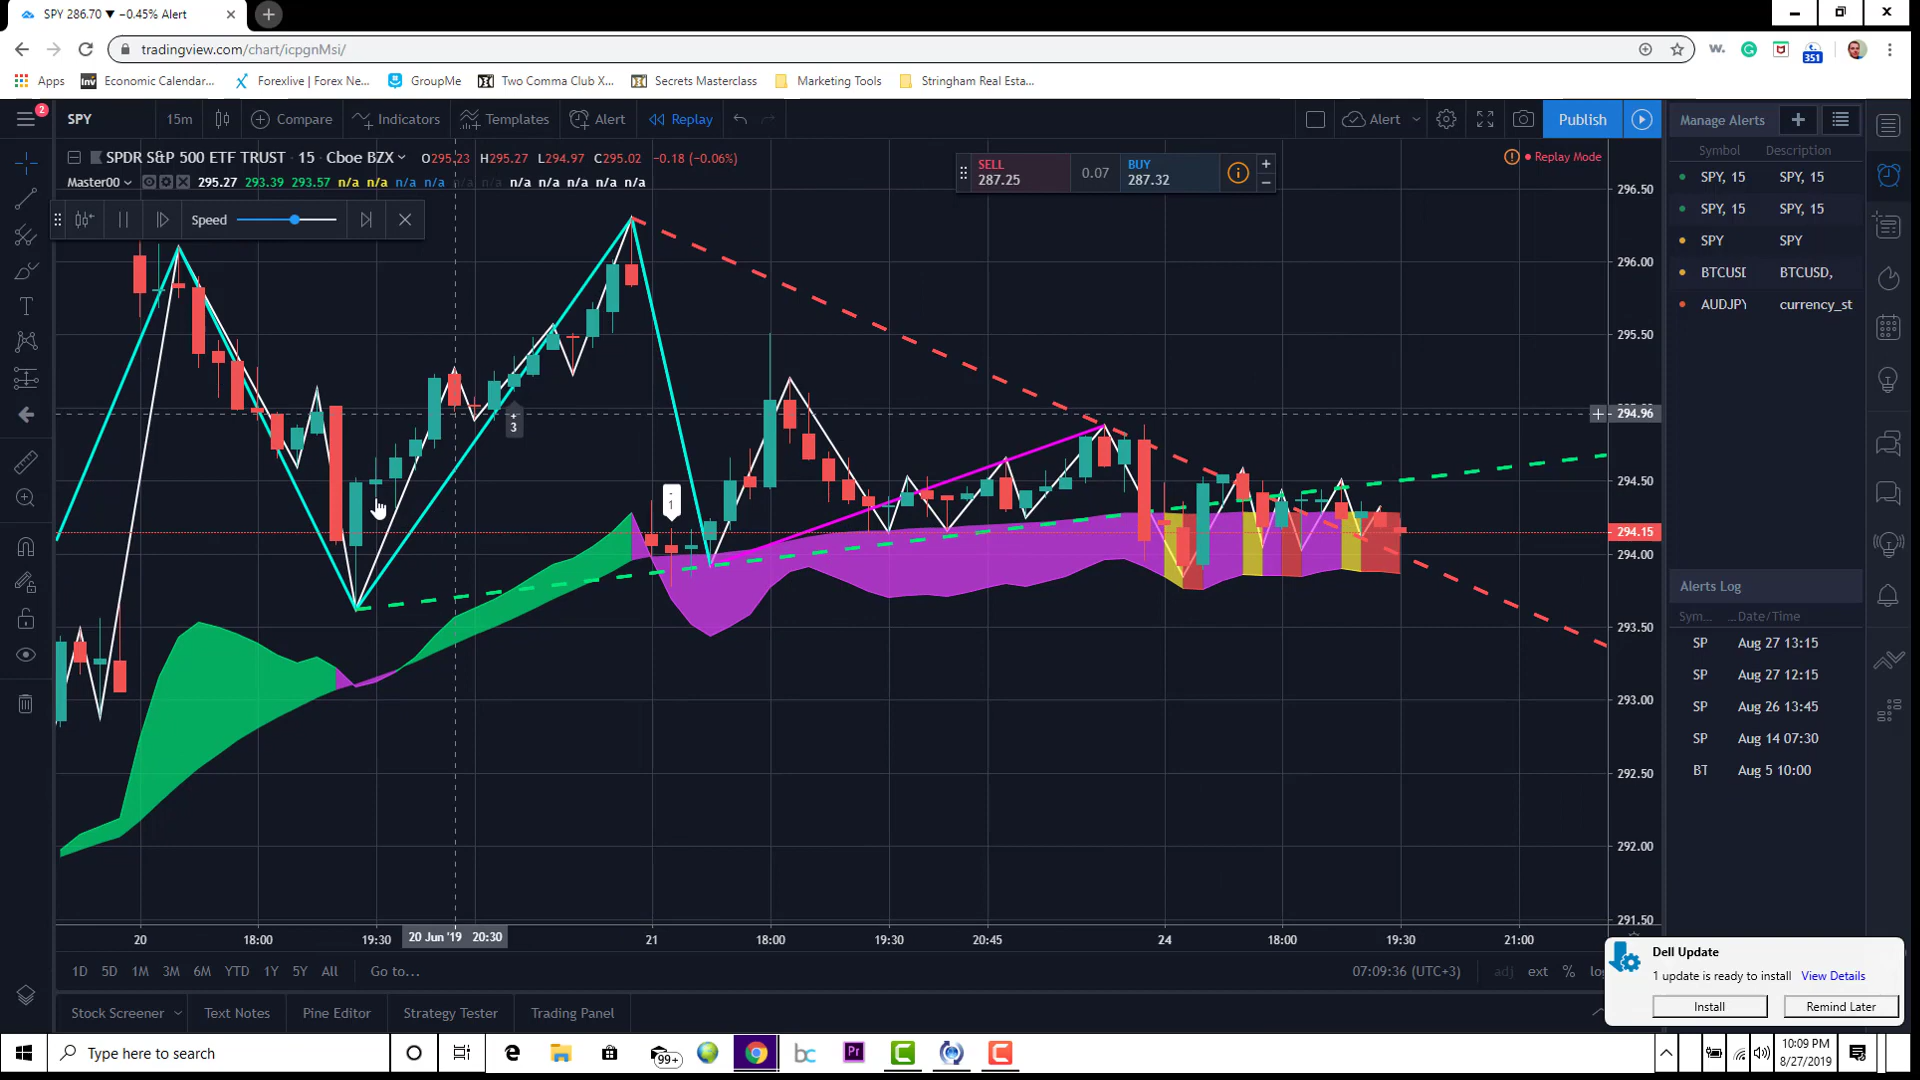 SPY 286.70 ▼ −0.45% Alert
tradingview.com/chart/icpgnMsi/
351
Apps
Economic Calendar...
Forexlive | Forex Ne...
GroupMe
Two Comma Club X...
Secrets Masterclass
Marketing Tools
Stringham Real Esta...
2
SPY
15m
Compare
Indicators
Templates
Alert
Replay
Alert
Publish
Manage Alerts
SPDR S&P 500 ETF TRUST · 15 · Cboe BZX
O295.23 H295.27 L294.97 C295.02 −0.18 (−0.06%)
Master00
295.27 293.39 293.57 n/a n/a n/a n/a n/a n/a n/a n/a n/a n/a
SELL
287.25
0.07
BUY
287.32
Replay Mode
Speed
Symbol Description
SPY, 15 SPY, 15
SPY, 15 SPY, 15
SPY SPY
BTCUSD BTCUSD,
AUDJPY currency_st
296.50
296.00
295.50
294.96
294.50
294.15
294.00
293.50
293.00
292.50
292.00
291.50
+
3
1
Alerts Log
Sym... ... Date/Time
SP Aug 27 13:15
SP Aug 27 12:15
SP Aug 26 13:45
SP Aug 14 07:30
BT Aug 5 10:00
20 18:00 19:30 20 Jun '19 20:30 21 18:00 19:30 20:45 24 18:00 19:30 21:00
1D 5D 1M 3M 6M YTD 1Y 5Y All Go to...
07:09:36 (UTC+3) adj ext % log
Stock Screener Text Notes Pine Editor Strategy Tester Trading Panel
Dell Update
1 update is ready to install View Details
Install Remind Later
Type here to search
99+
bc
Pr
10:09 PM
8/27/2019